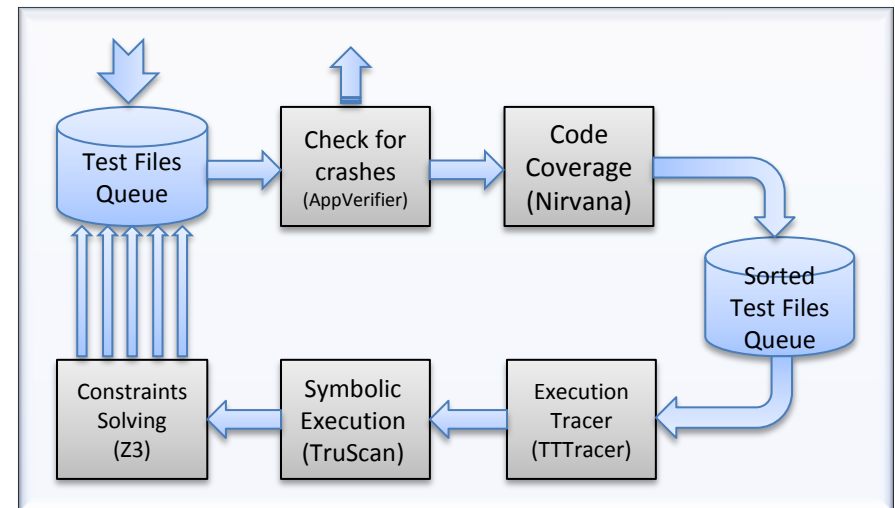 Test Files
Queue
Check for
crashes
(AppVerifier)
Code
Coverage
(Nirvana)
Sorted
Test Files
Queue
Constraints
Solving
(Z3)
Symbolic
Execution
(TruScan)
Execution
Tracer
(TTTracer)